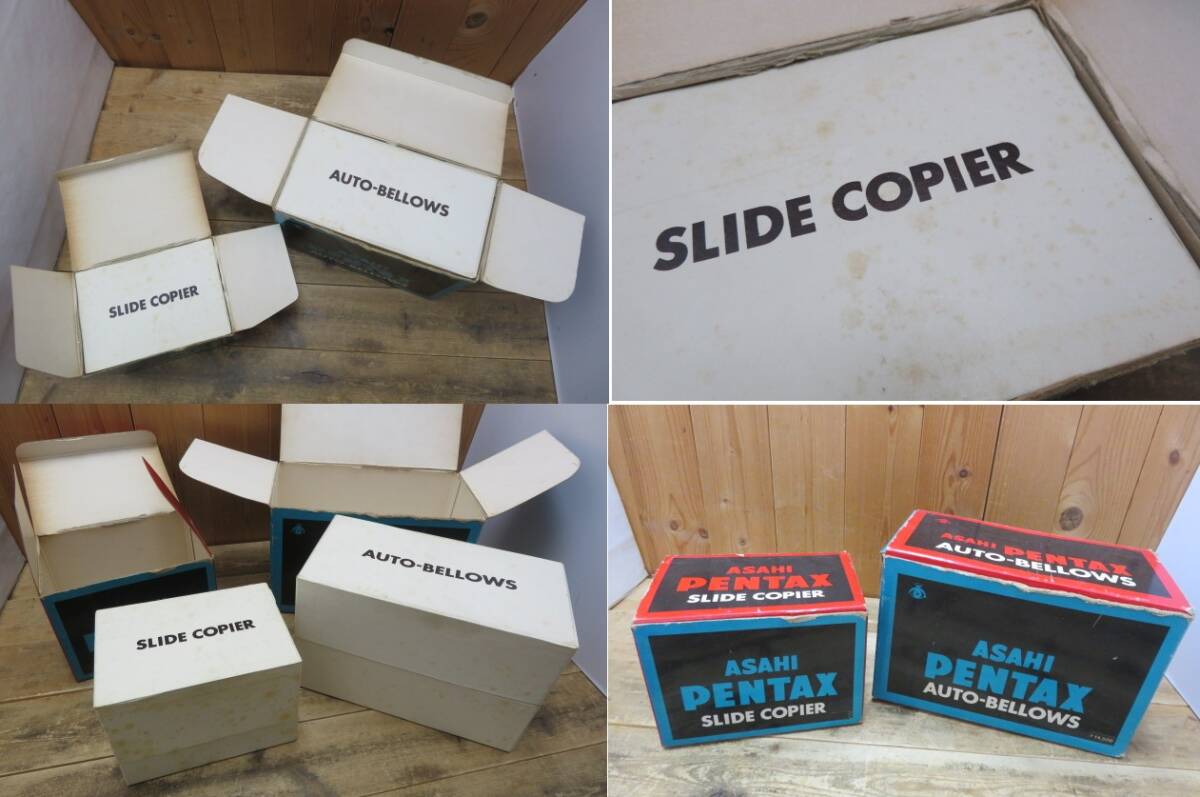 AUTO-BELLOWS
SLIDE COPIER
SLIDE COPIER
AUTO-BELLOWS
SLIDE COPIER
ASAHI
PENTAX
SLIDE COPIER
ASAHI
PENTAX
SLIDE COPIER
ASAHI PENTAX
AUTO-BELLOWS
ASAHI
PENTAX
AUTO-BELLOWS